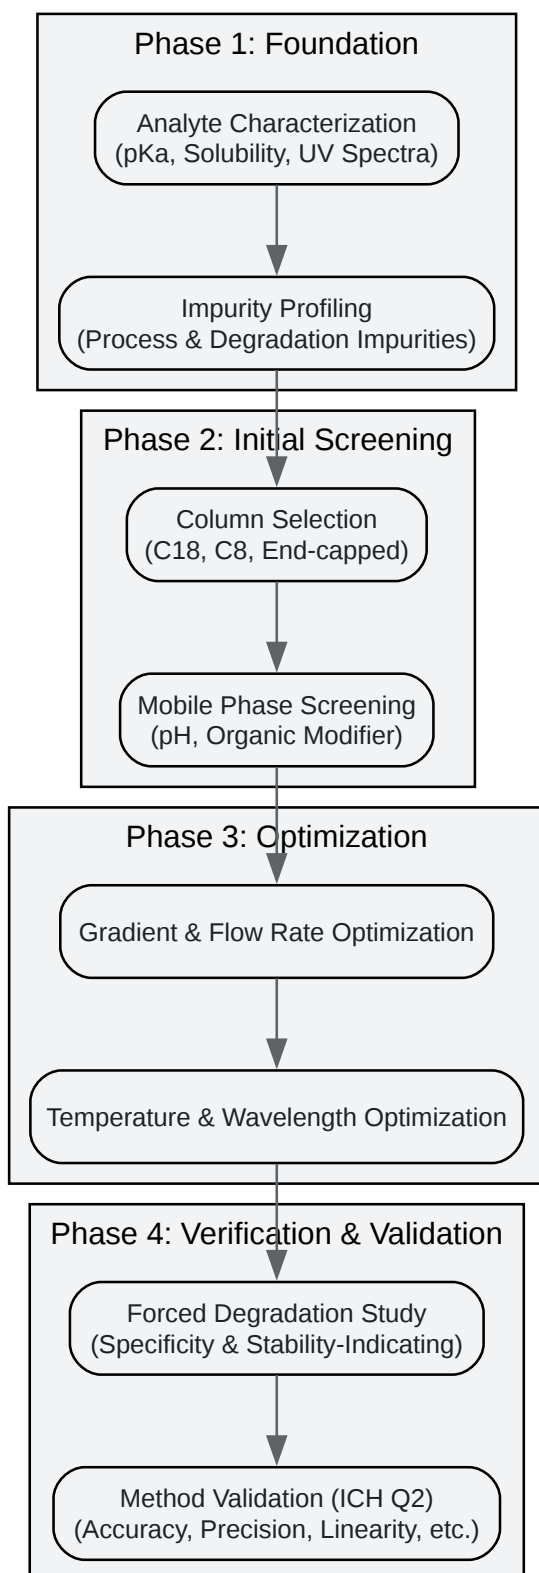 Phase 1: Foundation
Analyte Characterization
(pKa, Solubility, UV Spectra)
Impurity Profiling
(Process & Degradation Impurities)
Phase 2: Initial Screening
Column Selection
(C18, C8, End-capped)
Mobile Phase Screening
(pH, Organic Modifier)
Phase 3: Optimization
Gradient & Flow Rate Optimization
Temperature & Wavelength Optimization
Phase 4: Verification & Validation
Forced Degradation Study
(Specificity & Stability-Indicating)
Method Validation (ICH Q2)
(Accuracy, Precision, Linearity, etc.)